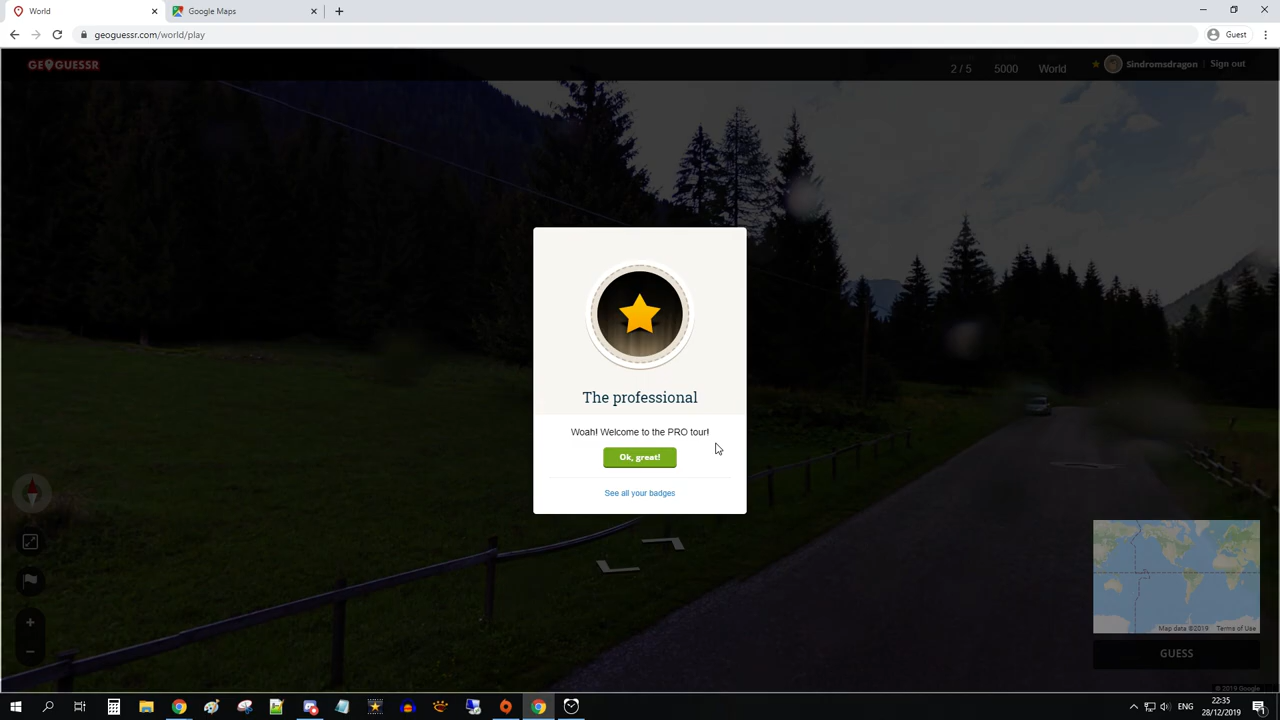 World
Google Maps
geoguessr.com/world/play
Guest
GEOGUESSR
2 / 5
5000
World
Sindromsdragon
Sign out
The professional
Woah! Welcome to the PRO tour!
Ok, great!
See all your badges
Map data ©2019 Terms of Use
GUESS
© 2019 Google
ENG
22:35
28/12/2019